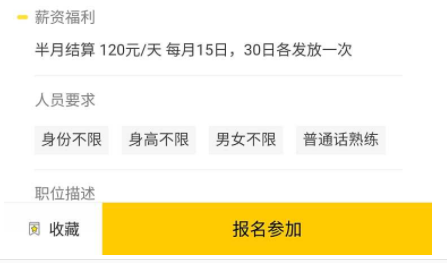 薪资福利
半月结算 120元/天 每月15日，30日各发放一次
人员要求
身份不限 身高不限 男女不限 普通话熟练
职位描述
收藏 报名参加